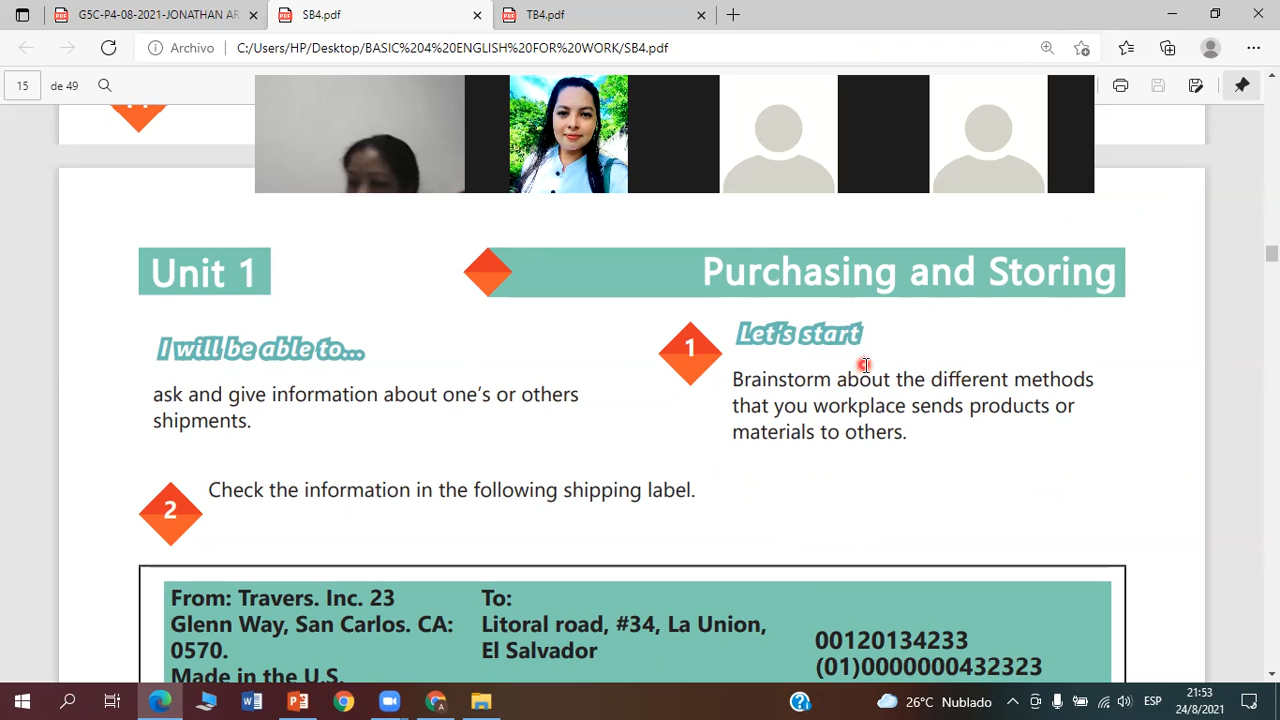 G5C-P4-08-2021-JONATHAN AR
SB4.pdf
TB4.pdf
Archivo
C:/Users/HP/Desktop/BASIC%204%20ENGLISH%20FOR%20WORK/SB4.pdf
15 de 49
Unit 1
Purchasing and Storing
I will be able to...
ask and give information about one's or others
shipments.
1
Let's start
Brainstorm about the different methods
that you workplace sends products or
materials to others.
2
Check the information in the following shipping label.
From: Travers. Inc. 23
Glenn Way, San Carlos. CA:
0570.
Made in the U.S.
To:
Litoral road, #34, La Union,
El Salvador
00120134233
(01)0000000432323
26°C Nublado
ESP
21:53
24/8/2021